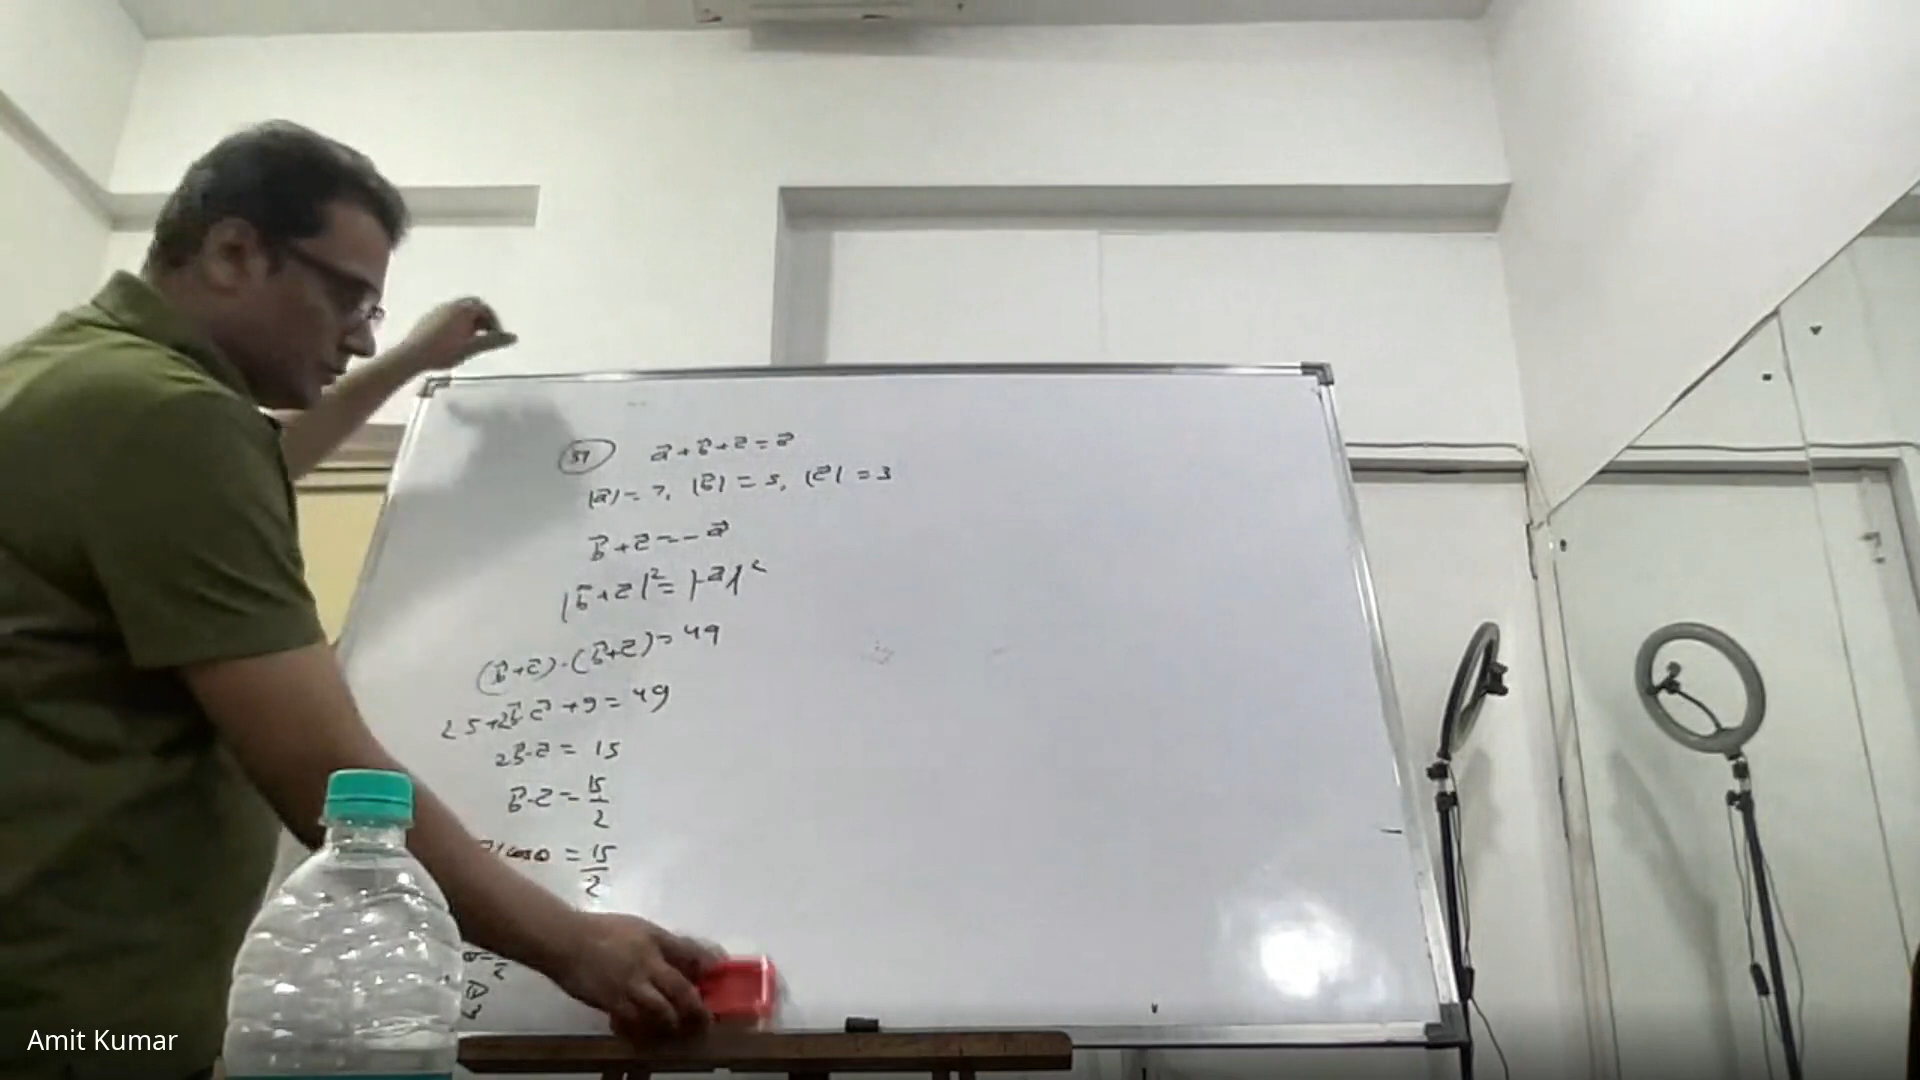 37 a⃗ + b⃗ + c⃗ = 0⃗
|a⃗| = 7, |b⃗| = 5, |c⃗| = 3
b⃗ + c⃗ = - a⃗
|b⃗ + c⃗|² = |-a⃗|²
(b⃗ + c⃗) · (b⃗ + c⃗) = 49
25 + 2b⃗ c⃗ + 9 = 49
2b⃗ · c⃗ = 15
b⃗ · c⃗ = 15/2
cosθ = 15/2
Amit Kumar